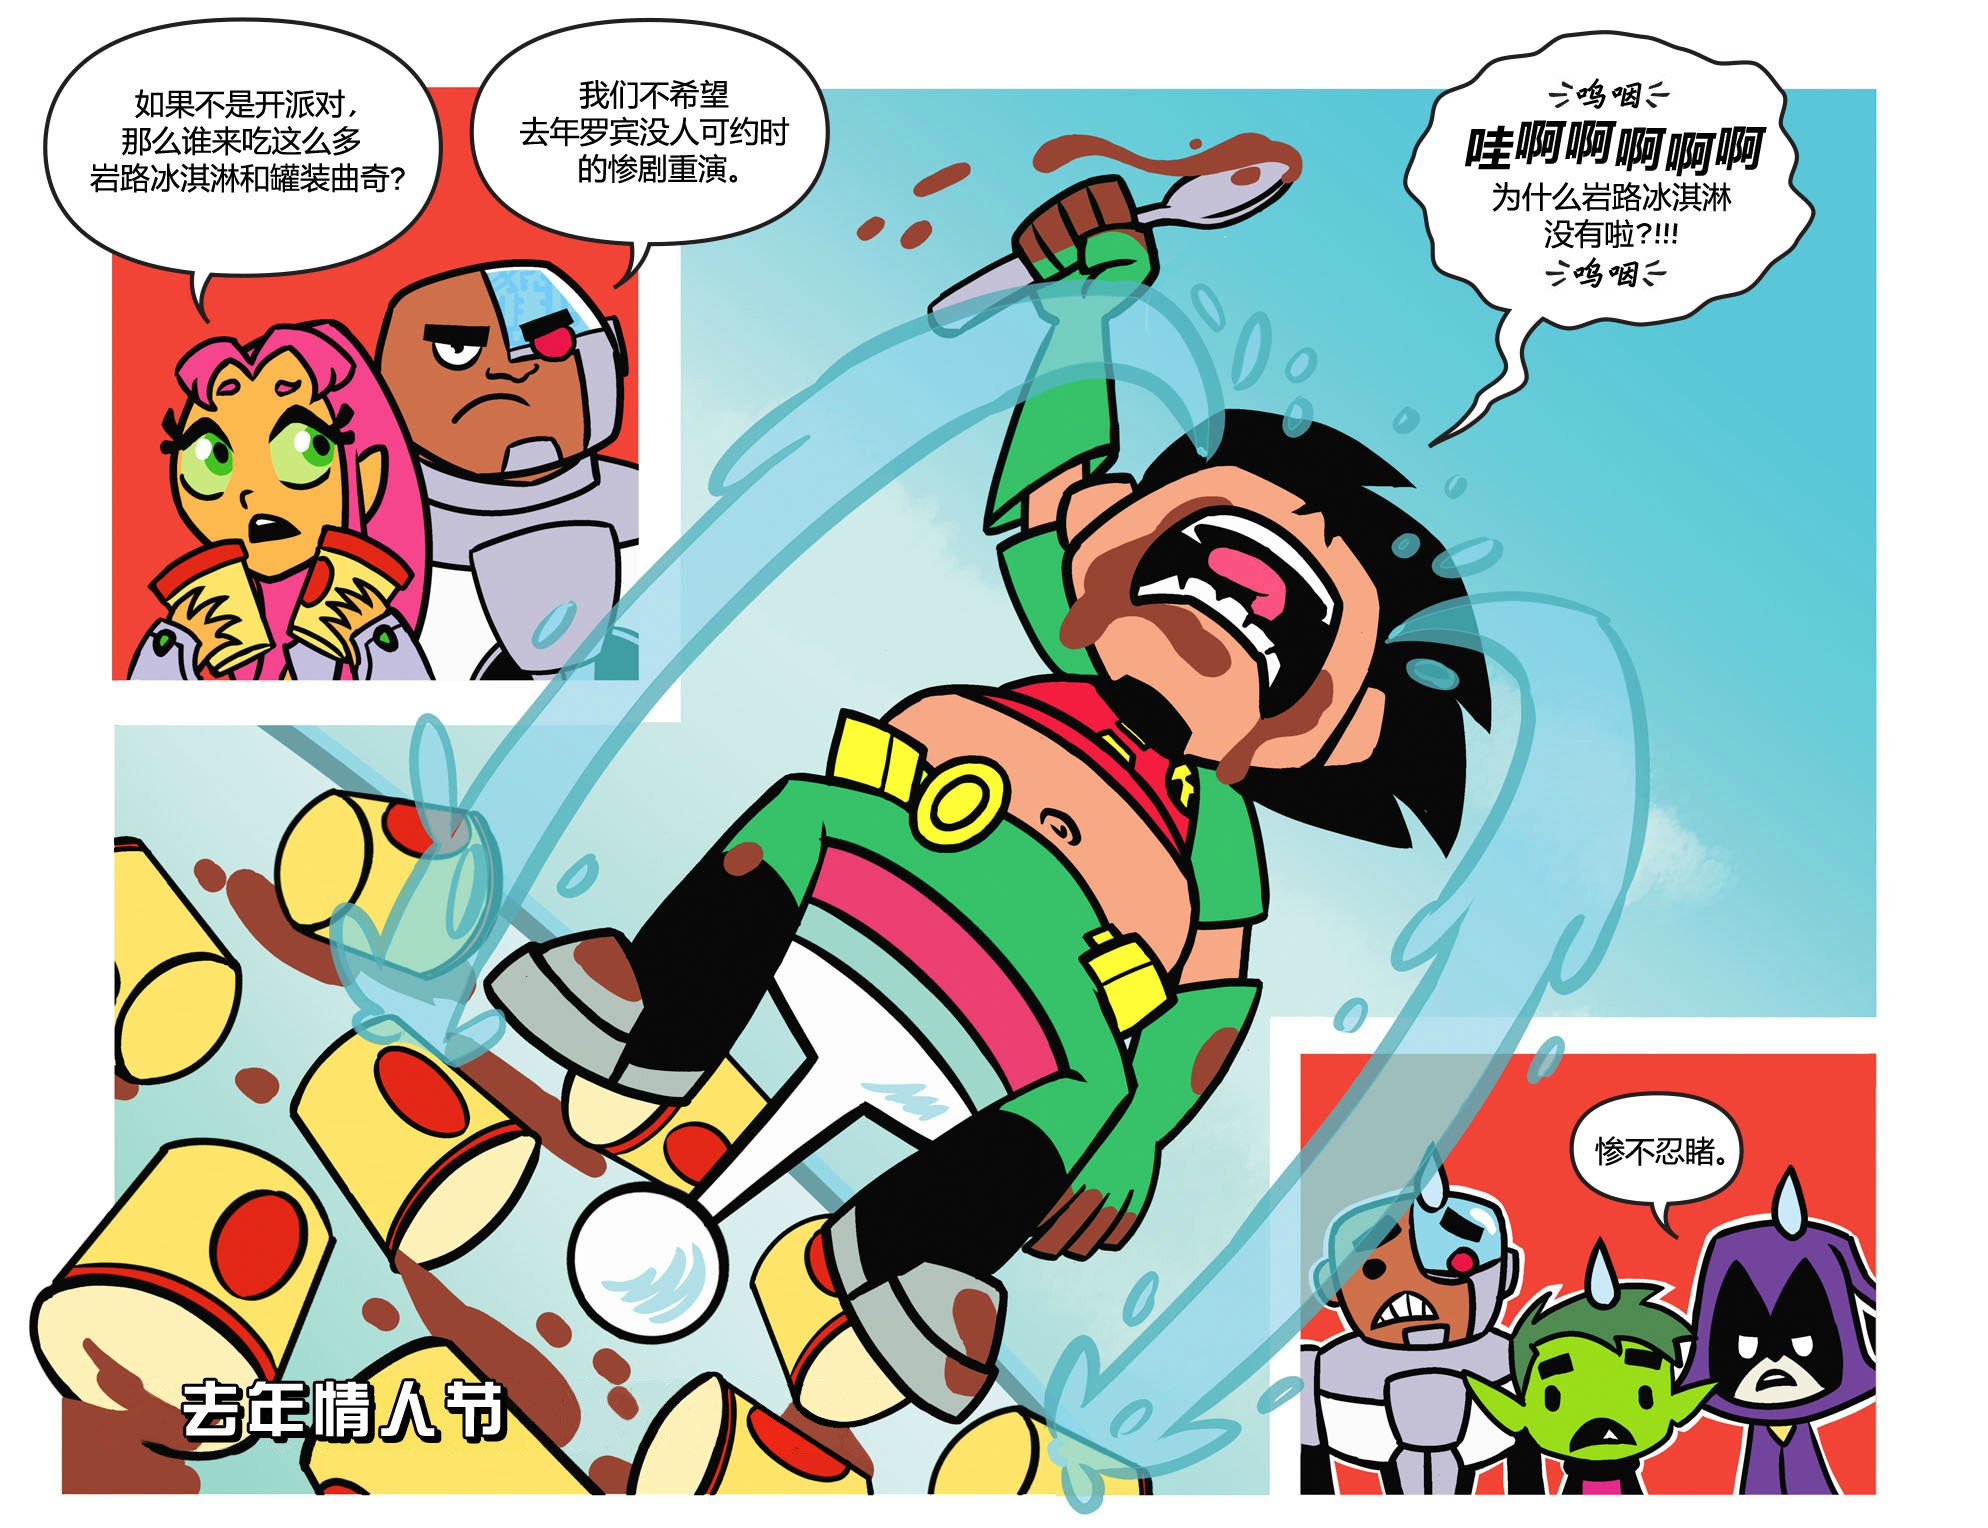 如果不是开派对，
那么谁来吃这么多
岩路冰淇淋和罐装曲奇?
我们不希望
去年罗宾没人可约时
的惨剧重演。
呜咽
哇啊啊啊啊啊
为什么岩路冰淇淋
没有啦?!!!
呜咽
去年情人节
惨不忍睹。